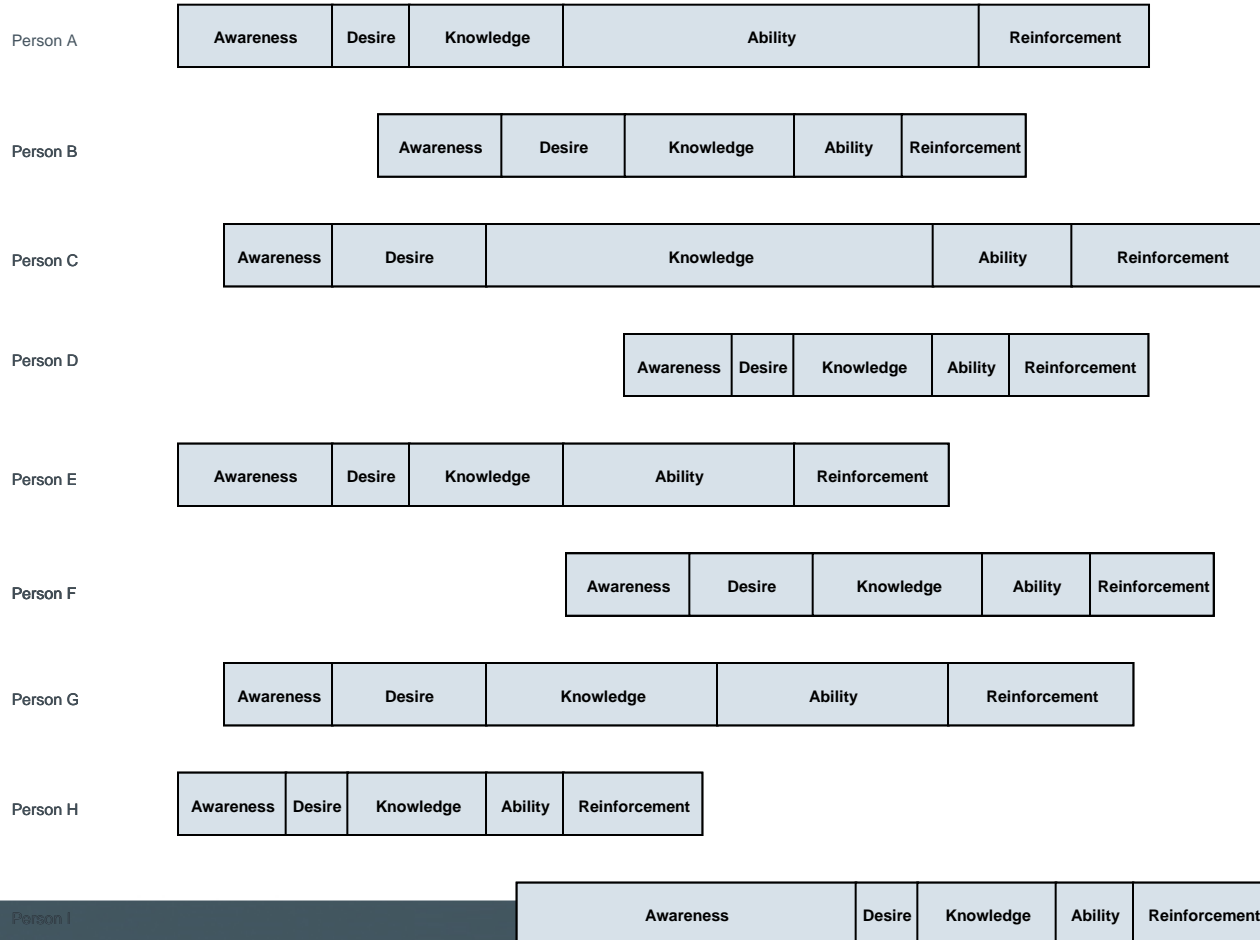 Person A Awareness Desire Knowledge Ability Reinforcement
Person B Awareness Desire Knowledge Ability Reinforcement
Person C Awareness Desire Knowledge Ability Reinforcement
Person D Awareness Desire Knowledge Ability Reinforcement
Person E Awareness Desire Knowledge Ability Reinforcement
Person F Awareness Desire Knowledge Ability Reinforcement
Person G Awareness Desire Knowledge Ability Reinforcement
Person H Awareness Desire Knowledge Ability Reinforcement
Person I Awareness Desire Knowledge Ability Reinforcement